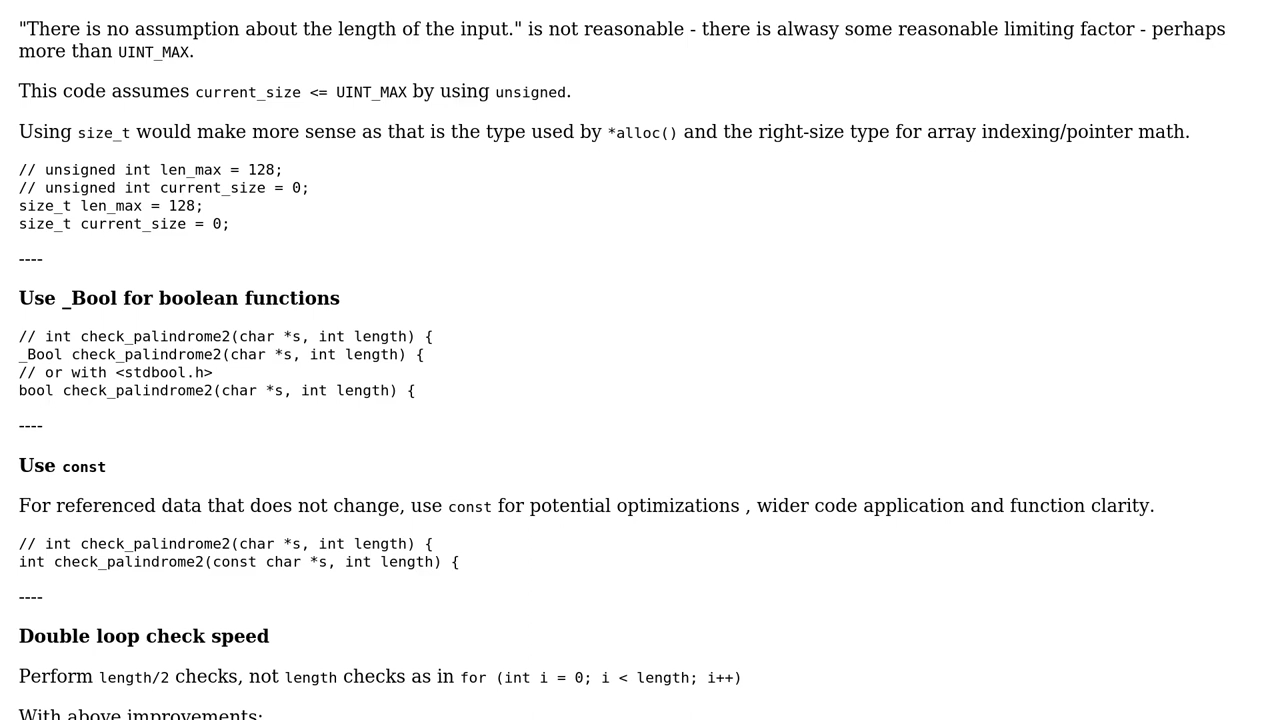 "There is no assumption about the length of the input." is not reasonable - there is alwasy some reasonable limiting factor - perhaps
more than UINT_MAX.
This code assumes current_size <= UINT_MAX by using unsigned.
Using size_t would make more sense as that is the type used by *alloc() and the right-size type for array indexing/pointer math.
// unsigned int len_max = 128;
// unsigned int current_size = 0;
size_t len_max = 128;
size_t current_size = 0;
----
Use _Bool for boolean functions
// int check_palindrome2(char *s, int length) {
_Bool check_palindrome2(char *s, int length) {
// or with <stdbool.h>
bool check_palindrome2(char *s, int length) {
----
Use const
For referenced data that does not change, use const for potential optimizations , wider code application and function clarity.
// int check_palindrome2(char *s, int length) {
int check_palindrome2(const char *s, int length) {
----
Double loop check speed
Perform length/2 checks, not length checks as in for (int i = 0; i < length; i++)
With above improvements: